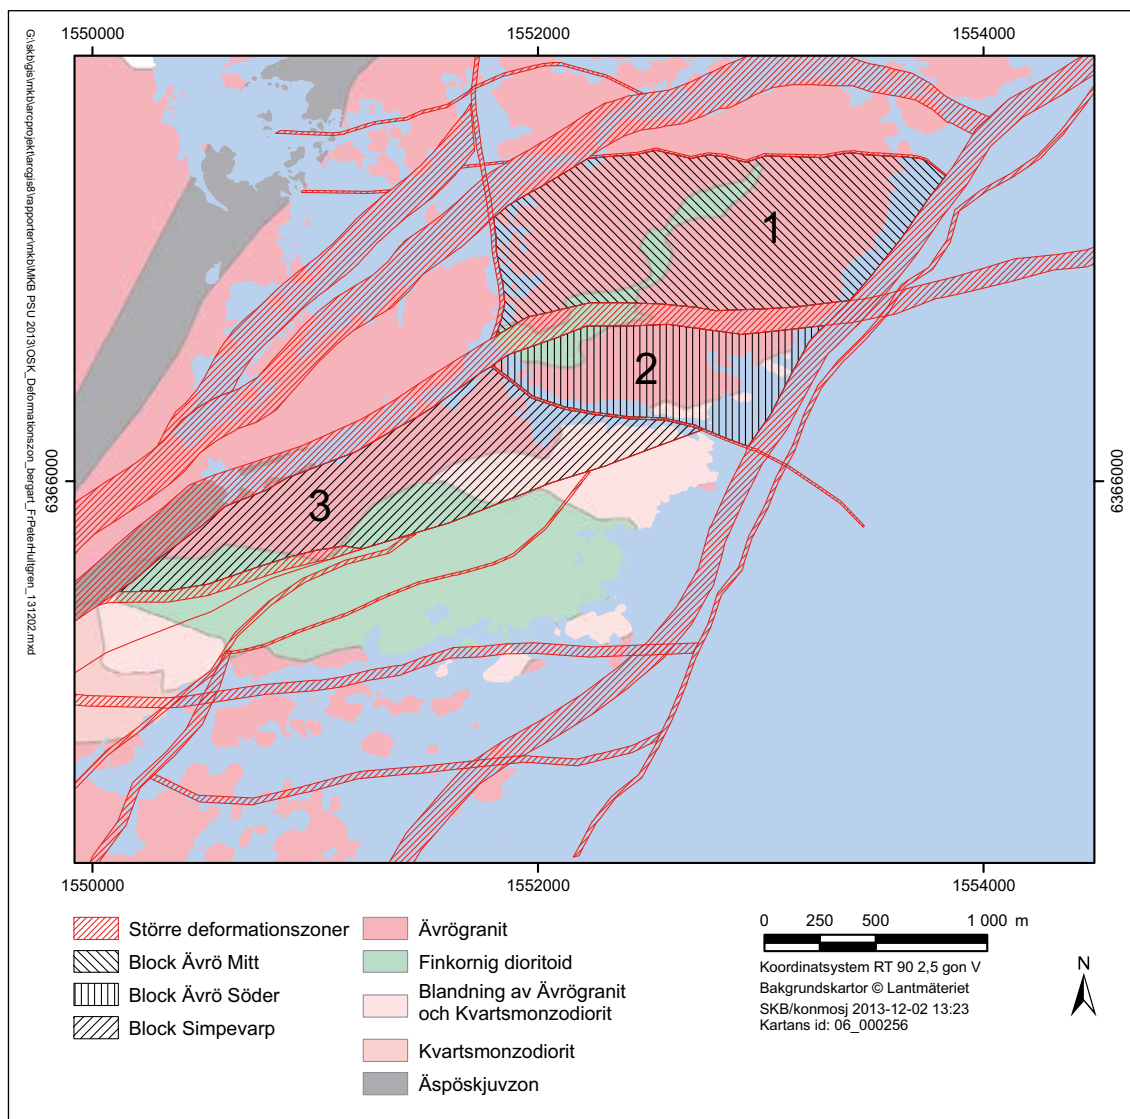 1550000
1552000
1554000
G:\skb\gis\mkb\arcprojekt\arcgis8\rapporter\mkb\MKB PSU 2013\OSK_Deformationszon_bergart_FrPeterHultgren_131202.mxd
1
2
3
6366000
6366000
1550000
1552000
1554000
Större deformationszoner
Block Ävrö Mitt
Block Ävrö Söder
Block Simpevarp
Ävrögranit
Finkornig dioritoid
Blandning av Ävrögranit
och Kvartsmonzodiorit
Kvartsmonzodiorit
Äspöskjuvzon
0 250 500 1 000 m
Koordinatsystem RT 90 2,5 gon V
Bakgrundskartor © Lantmäteriet
SKB/konmosj 2013-12-02 13:23
Kartans id: 06_000256
N